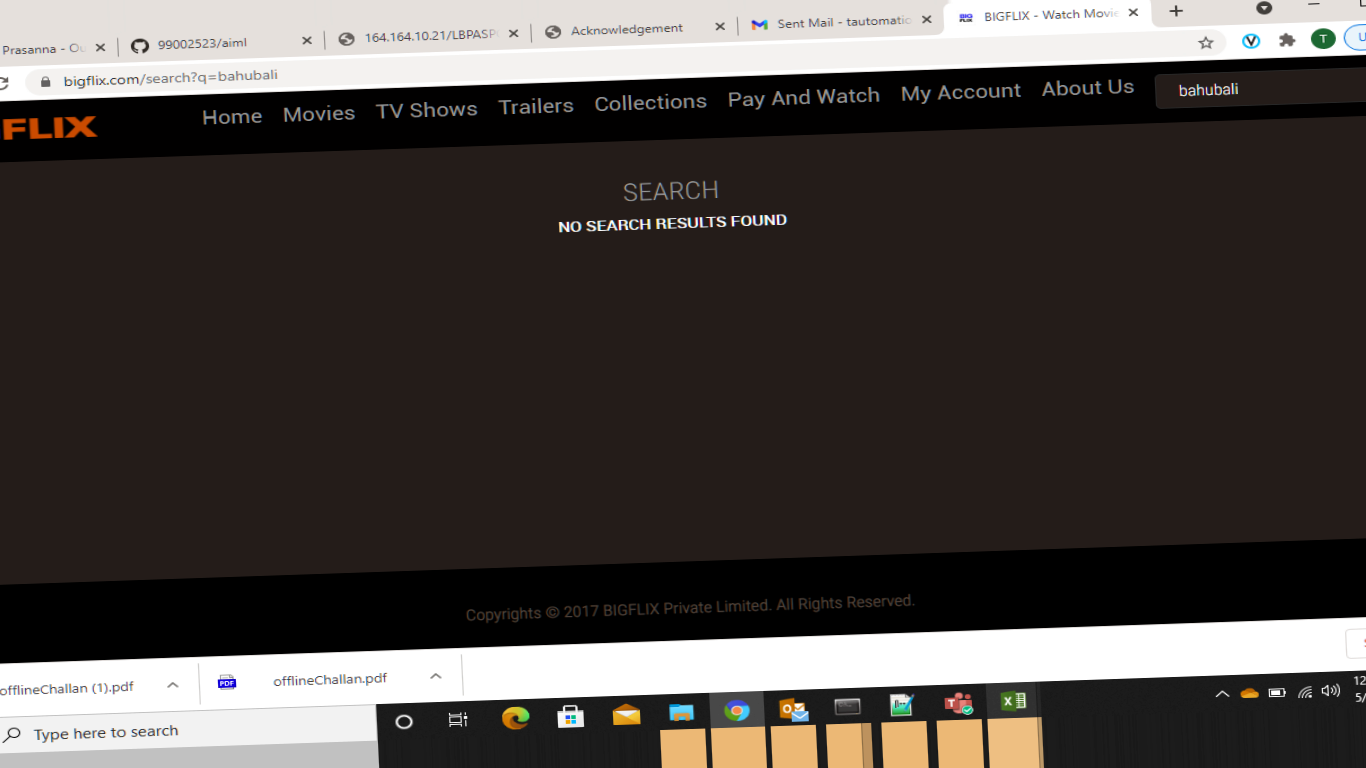 Prasanna - Ou
99002523/aiml
164.164.10.21/LBPASP
Acknowledgement
Sent Mail - tautomatio
BIGFLIX - Watch Movie
bigflix.com/search?q=bahubali
T
U
FLIX
Home Movies TV Shows Trailers Collections Pay And Watch My Account About Us
bahubali
SEARCH
NO SEARCH RESULTS FOUND
Copyrights © 2017 BIGFLIX Private Limited. All Rights Reserved.
offlineChallan (1).pdf
PDF
offlineChallan.pdf
Type here to search
12
5/